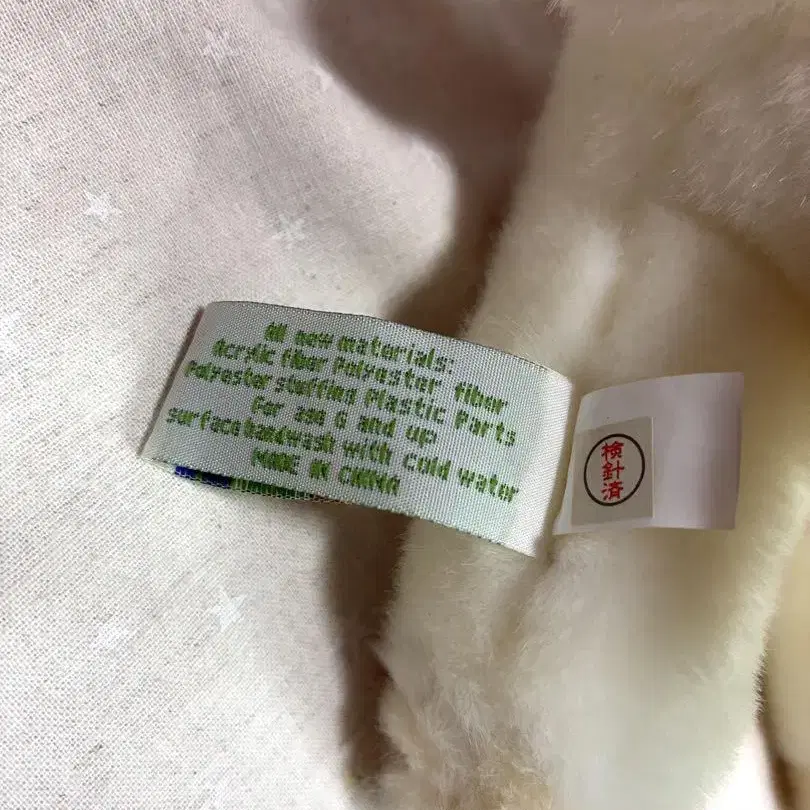 All new materials:
Acrylic fiber Polyester fiber
Polyester stuffing Plastic Parts
For age 6 and up
surface handwash with cold water
MADE IN CHINA
検
針
済